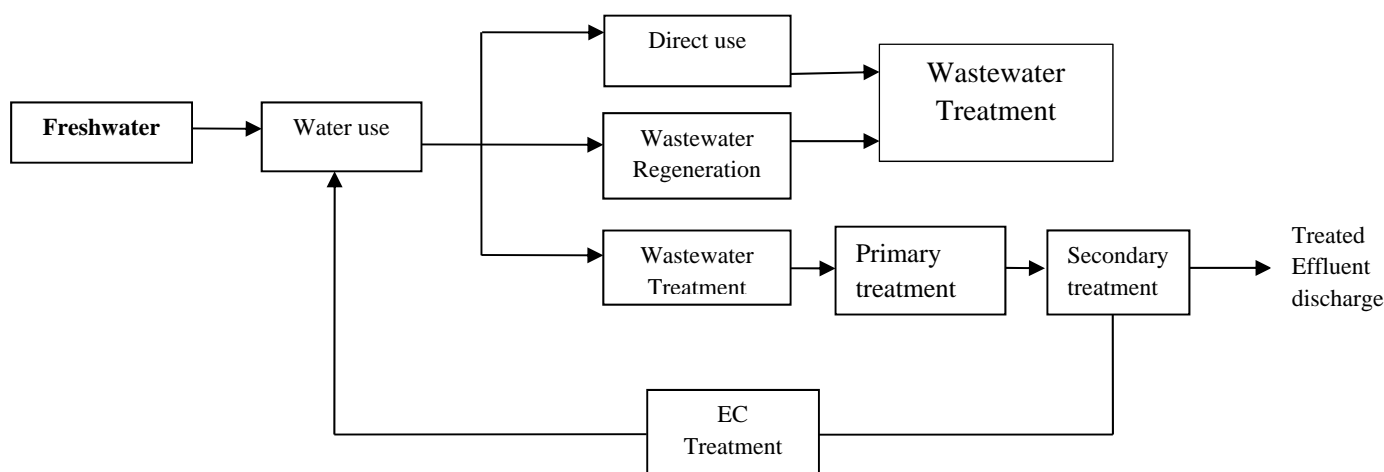 Freshwater
Water use
Direct use
Wastewater
Regeneration
Wastewater
Treatment
Wastewater
Treatment
Primary
treatment
Secondary
treatment
Treated
Effluent
discharge
EC
Treatment